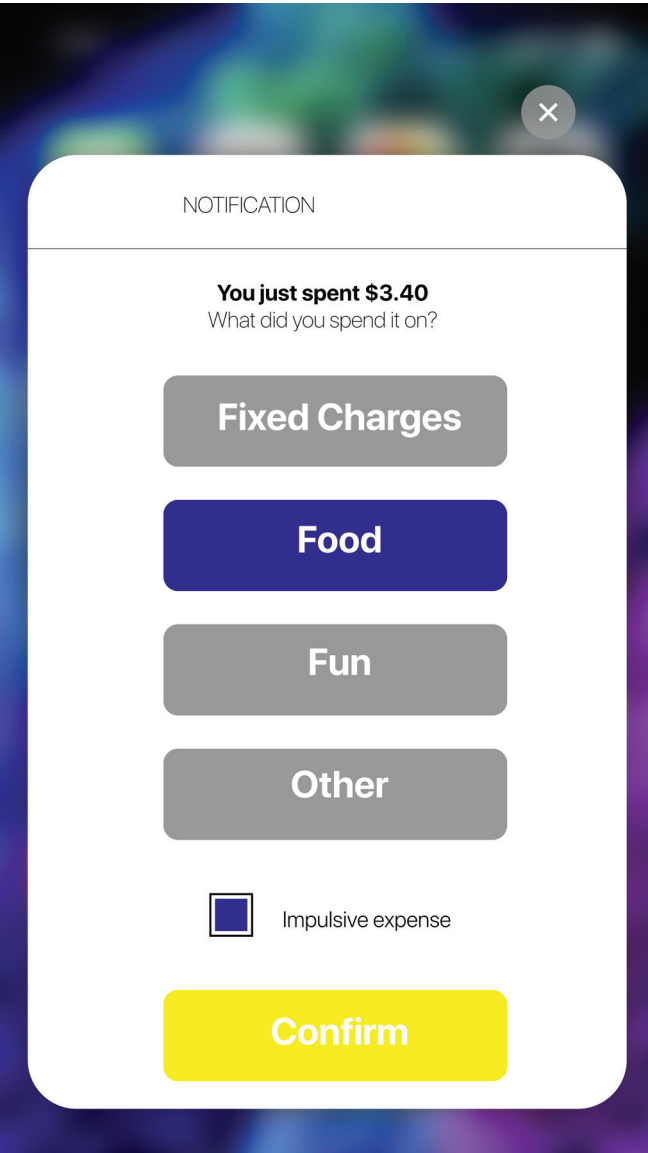 NOTIFICATION
You just spent $3.40
What did you spend it on?
Fixed Charges
Food
Fun
Other
Impulsive expense
Confirm